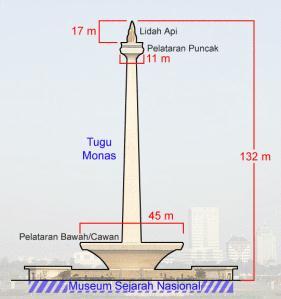 17 m
Lidah Api
Pelataran Puncak
11 m
Tugu
Monas
132 m
45 m
Pelataran Bawah/Cawan
Museum Sejarah Nasional